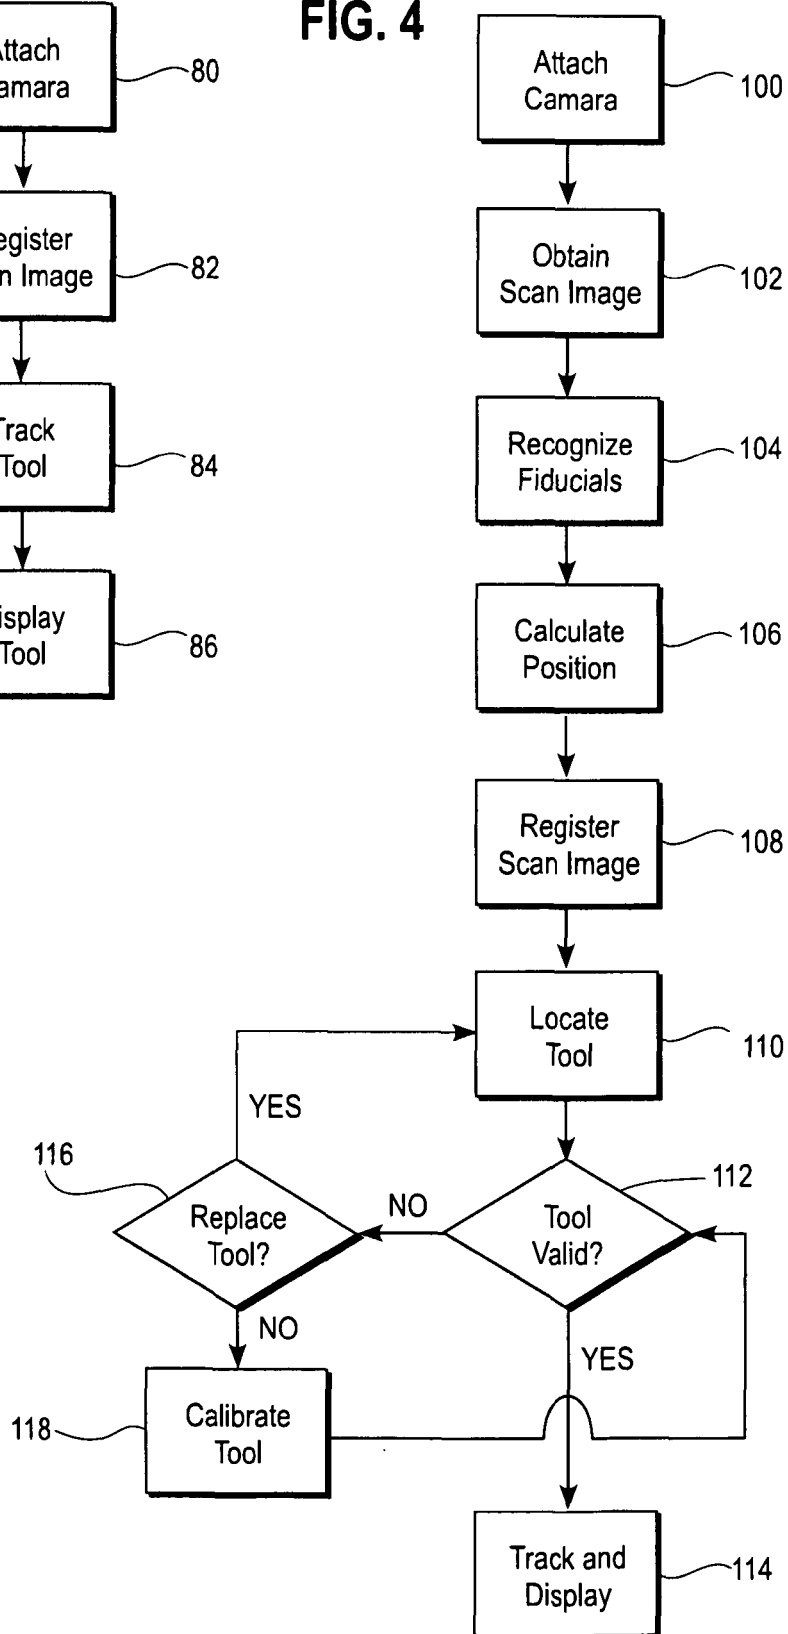 FIG. 4
ttach
amara
80
egister
n Image
82
Track
Tool
84
isplay
Tool
86
Attach
Camara
100
Obtain
Scan Image
102
Recognize
Fiducials
104
Calculate
Position
106
Register
Scan Image
108
Locate
Tool
110
Tool
Valid?
112
NO
YES
Replace
Tool?
116
YES
NO
Calibrate
Tool
118
Track and
Display
114